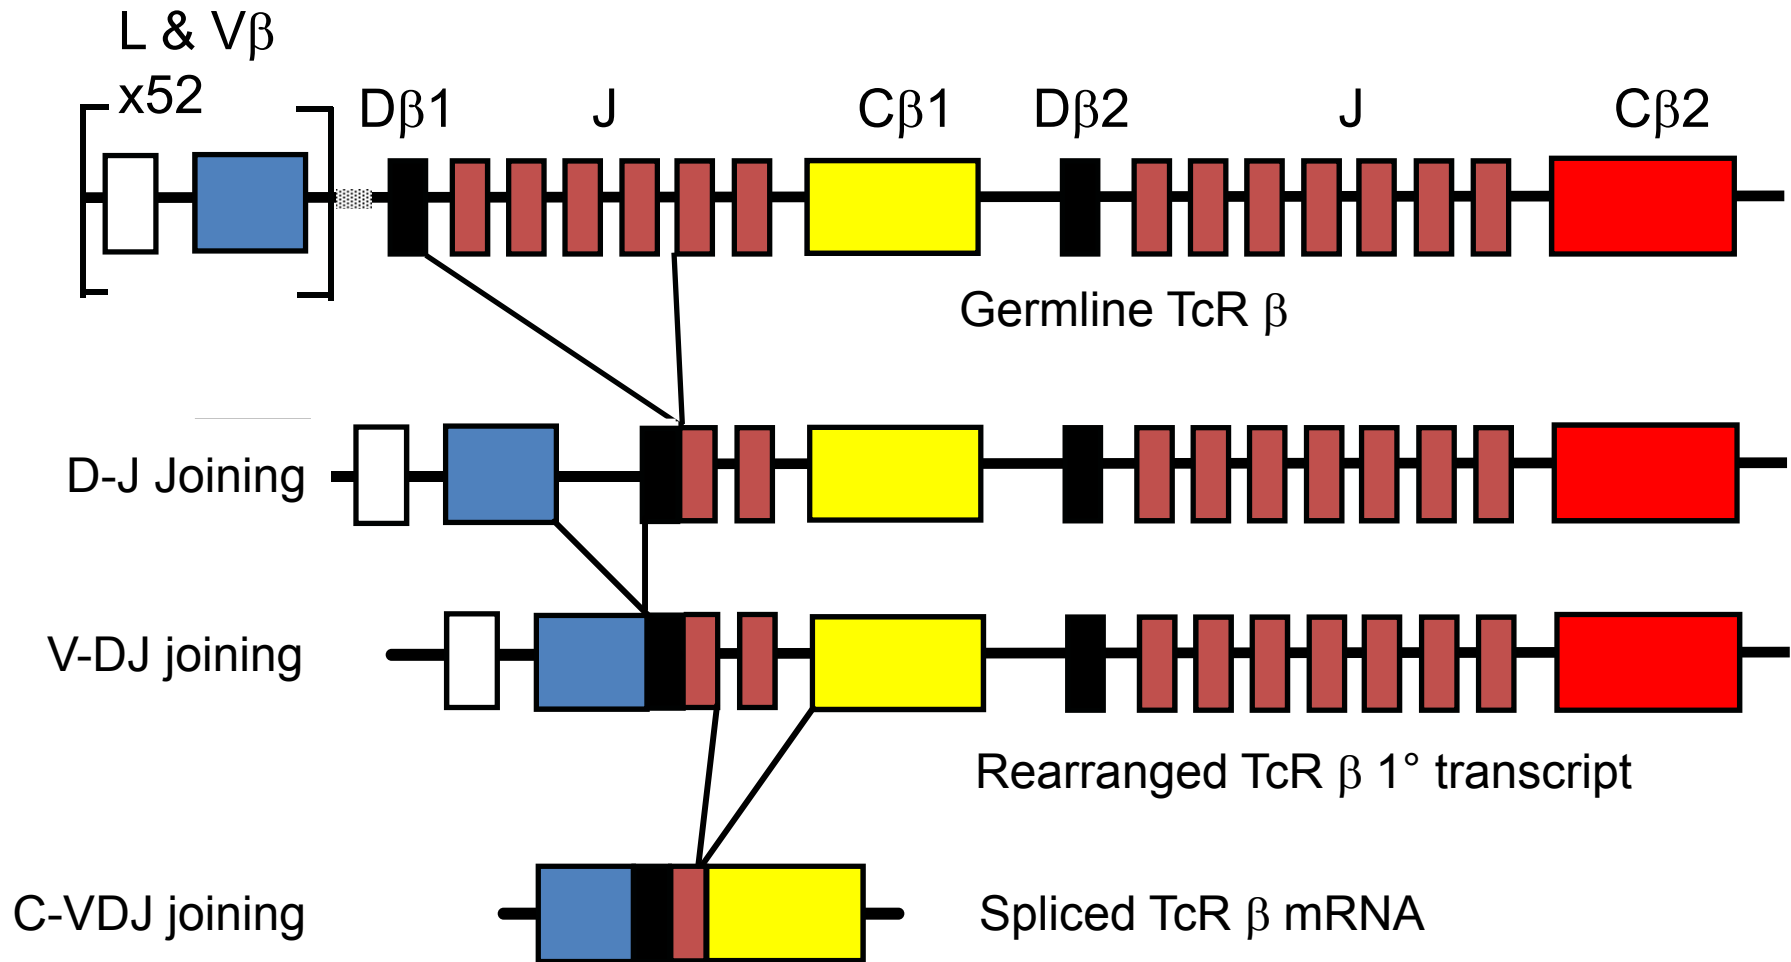 L & Vβ
x52
Dβ1 J Cβ1 Dβ2 J Cβ2
Germline TcR β
D-J Joining
V-DJ joining
Rearranged TcR β 1° transcript
C-VDJ joining
Spliced TcR β mRNA